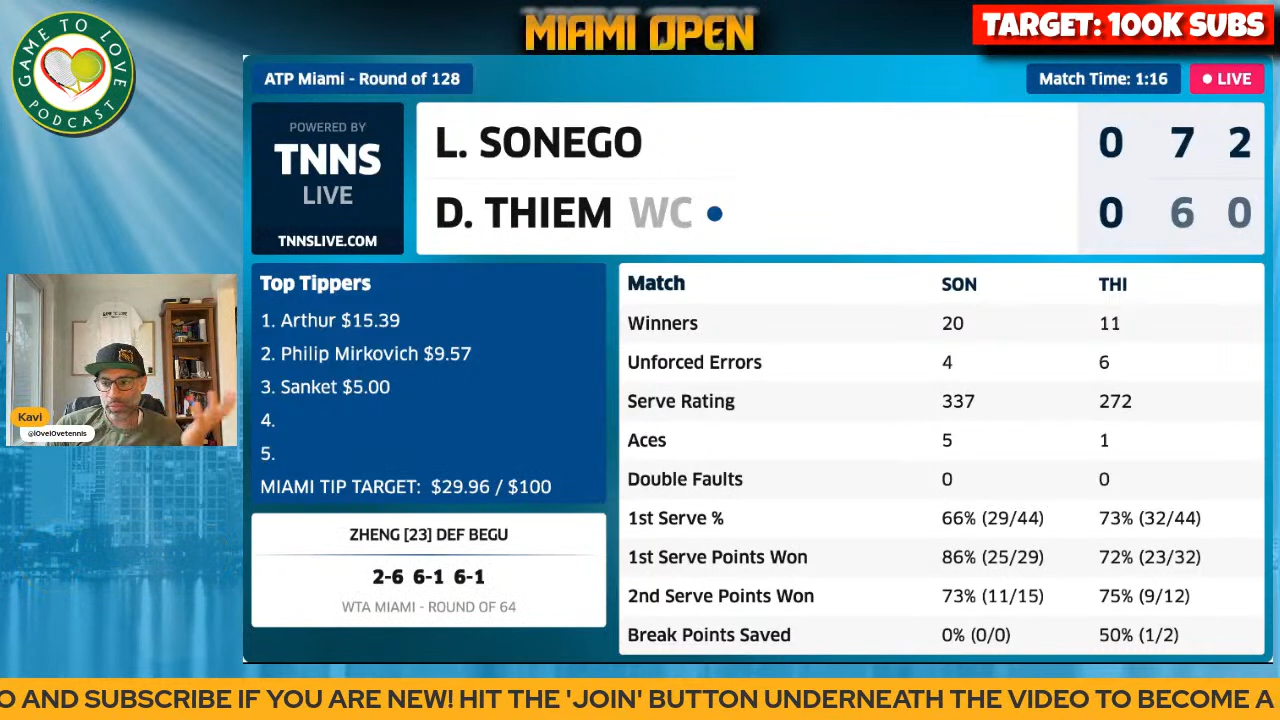 GAME TO LOVE
PODCAST
MIAMI OPEN
TARGET: 100K SUBS
ATP Miami - Round of 128
Match Time: 1:16
LIVE
POWERED BY
TNNS
LIVE
TNNSLIVE.COM
L. SONEGO 0 7 2
D. THIEM WC 0 6 0
Top Tippers
1. Arthur $15.39
2. Philip Mirkovich $9.57
3. Sanket $5.00
4.
5.
MIAMI TIP TARGET: $29.96 / $100
ZHENG [23] DEF BEGU
2-6 6-1 6-1
WTA MIAMI - ROUND OF 64
Match SON THI
Winners 20 11
Unforced Errors 4 6
Serve Rating 337 272
Aces 5 1
Double Faults 0 0
1st Serve % 66% (29/44) 73% (32/44)
1st Serve Points Won 86% (25/29) 72% (23/32)
2nd Serve Points Won 73% (11/15) 75% (9/12)
Break Points Saved 0% (0/0) 50% (1/2)
Kavi
@l0vel0vetennis
O AND SUBSCRIBE IF YOU ARE NEW! HIT THE 'JOIN' BUTTON UNDERNEATH THE VIDEO TO BECOME A